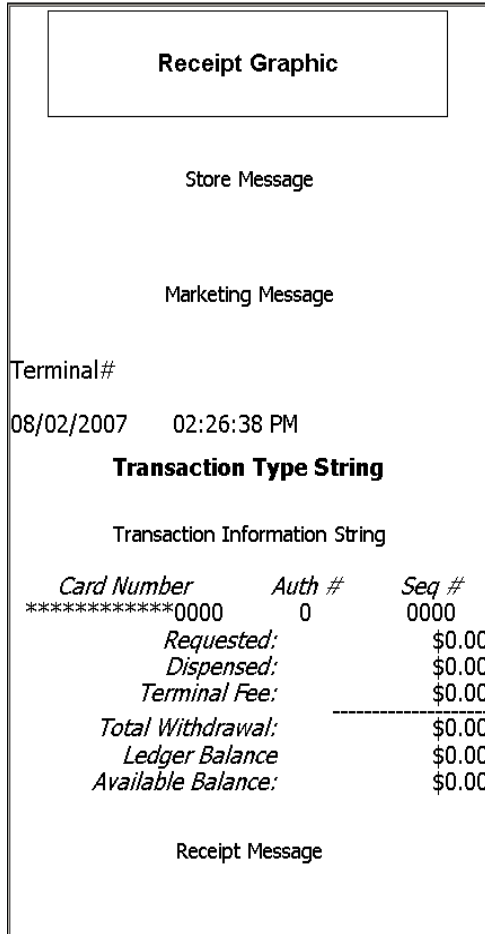 Receipt Graphic
Store Message
Marketing Message
Terminal#
08/02/2007 02:26:38 PM
Transaction Type String
Transaction Information String
Card Number Auth # Seq #
************0000 0 0000
Requested: $0.00
Dispensed: $0.00
Terminal Fee: $0.00
--------------------
Total Withdrawal: $0.00
Ledger Balance $0.00
Available Balance: $0.00
Receipt Message